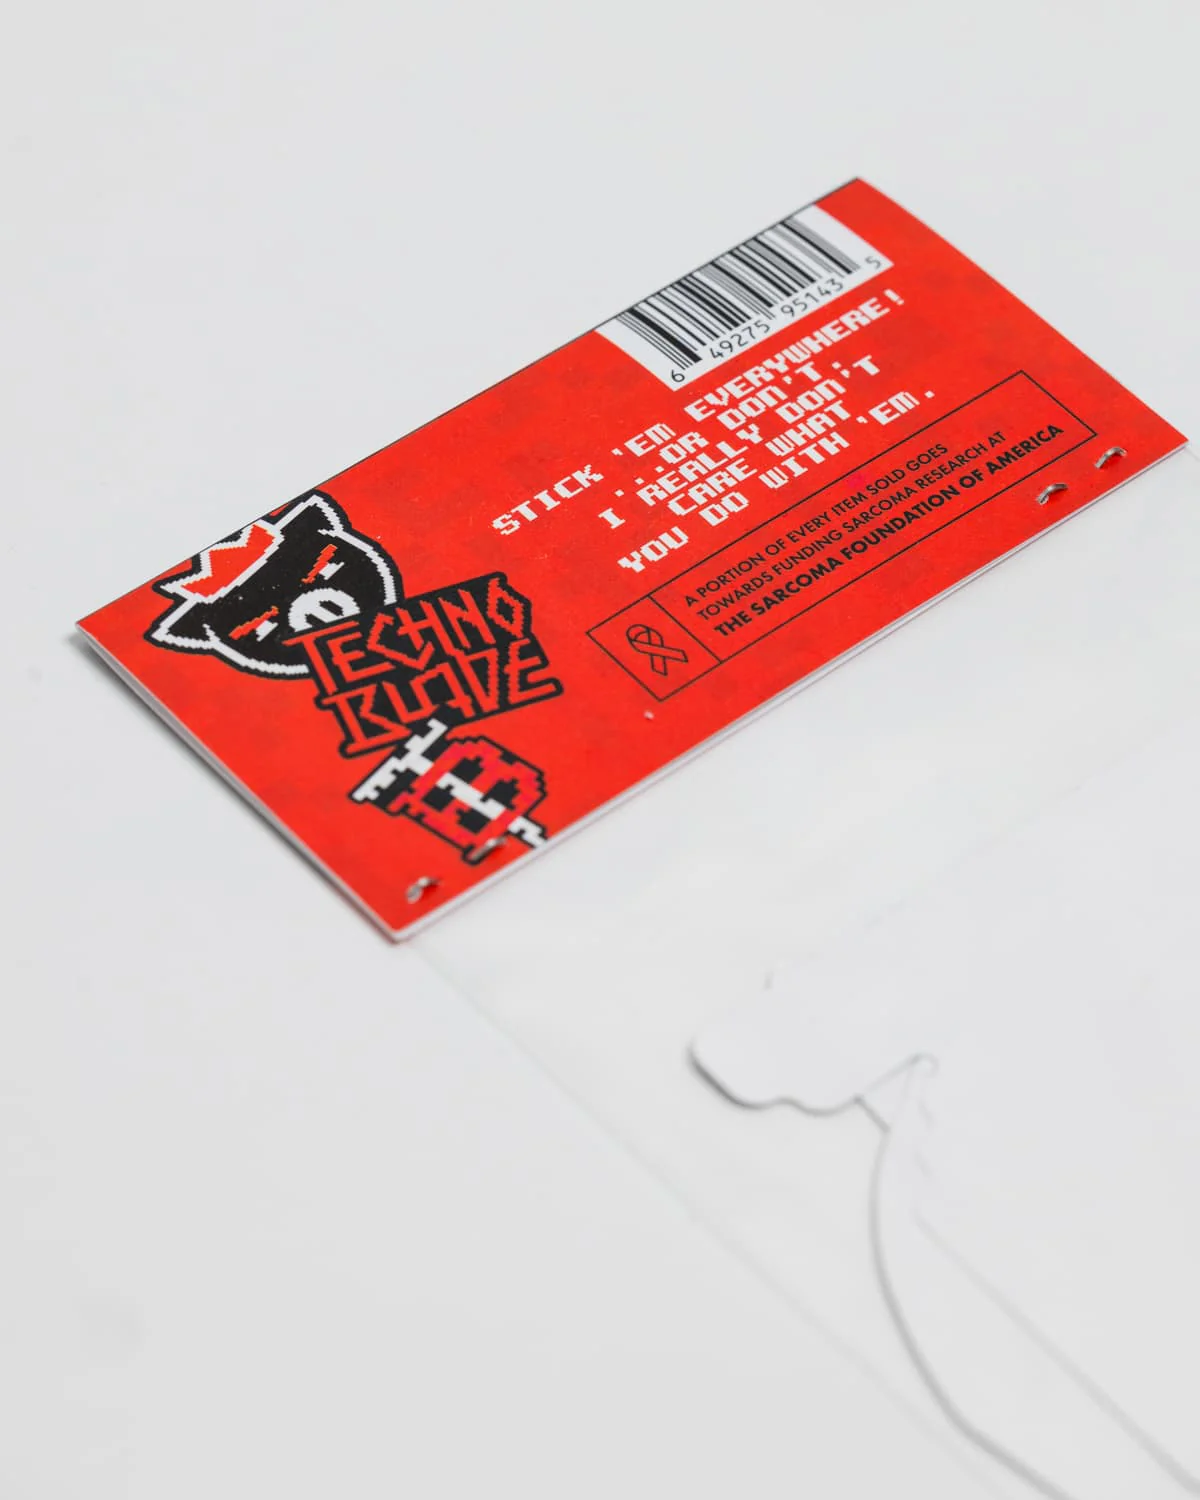 6 49275 95143 5
STICK 'EM EVERYWHERE!
...OR DON'T.
I REALLY DON'T
CARE WHAT
YOU DO WITH 'EM.
A PORTION OF EVERY ITEM SOLD GOES
TOWARDS FUNDING SARCOMA RESEARCH AT
THE SARCOMA FOUNDATION OF AMERICA
TECHNO
BLADE